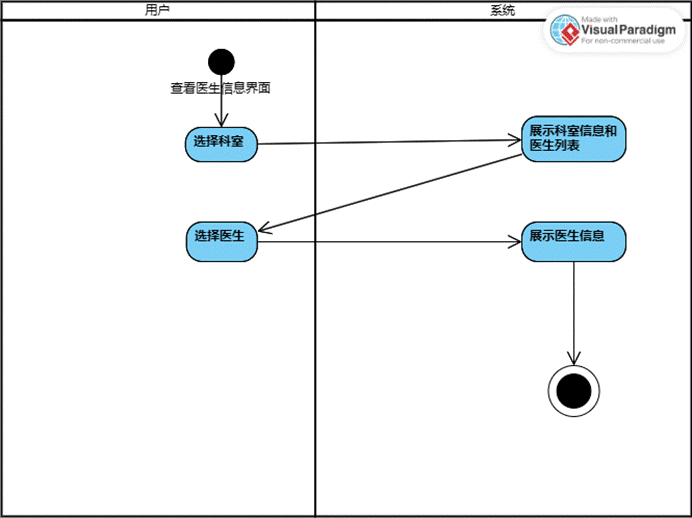 用户
系统
Made with
VisualParadigm
For non-commercial use
查看医生信息界面
选择科室
展示科室信息和
医生列表
选择医生
展示医生信息